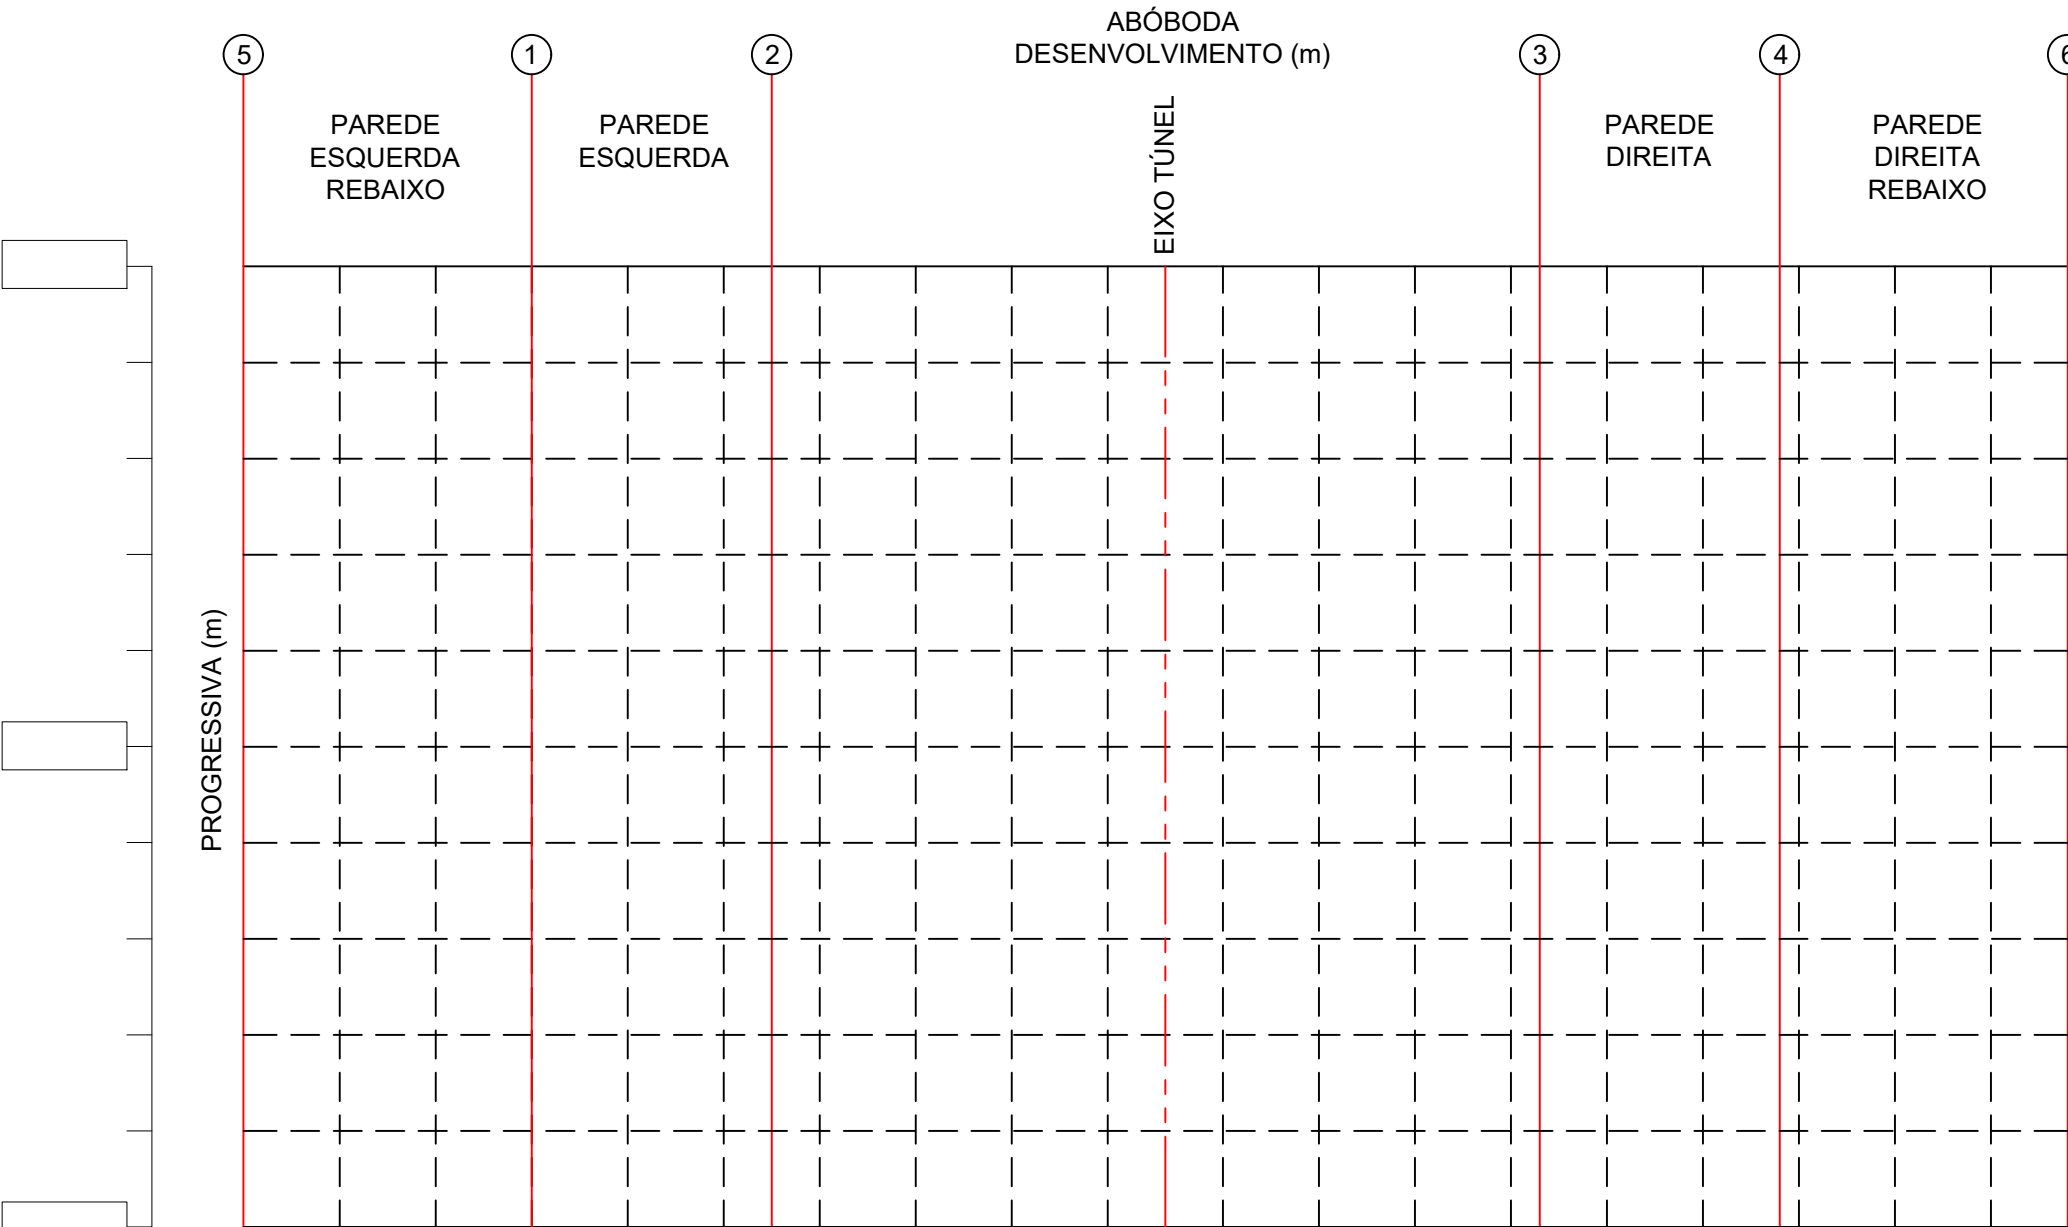 ABÓBODA
DESENVOLVIMENTO (m)
5
1
2
3
4
6
PAREDE
ESQUERDA
REBAIXO
PAREDE
ESQUERDA
EIXO TÚNEL
PAREDE
DIREITA
PAREDE
DIREITA
REBAIXO
PROGRESSIVA (m)